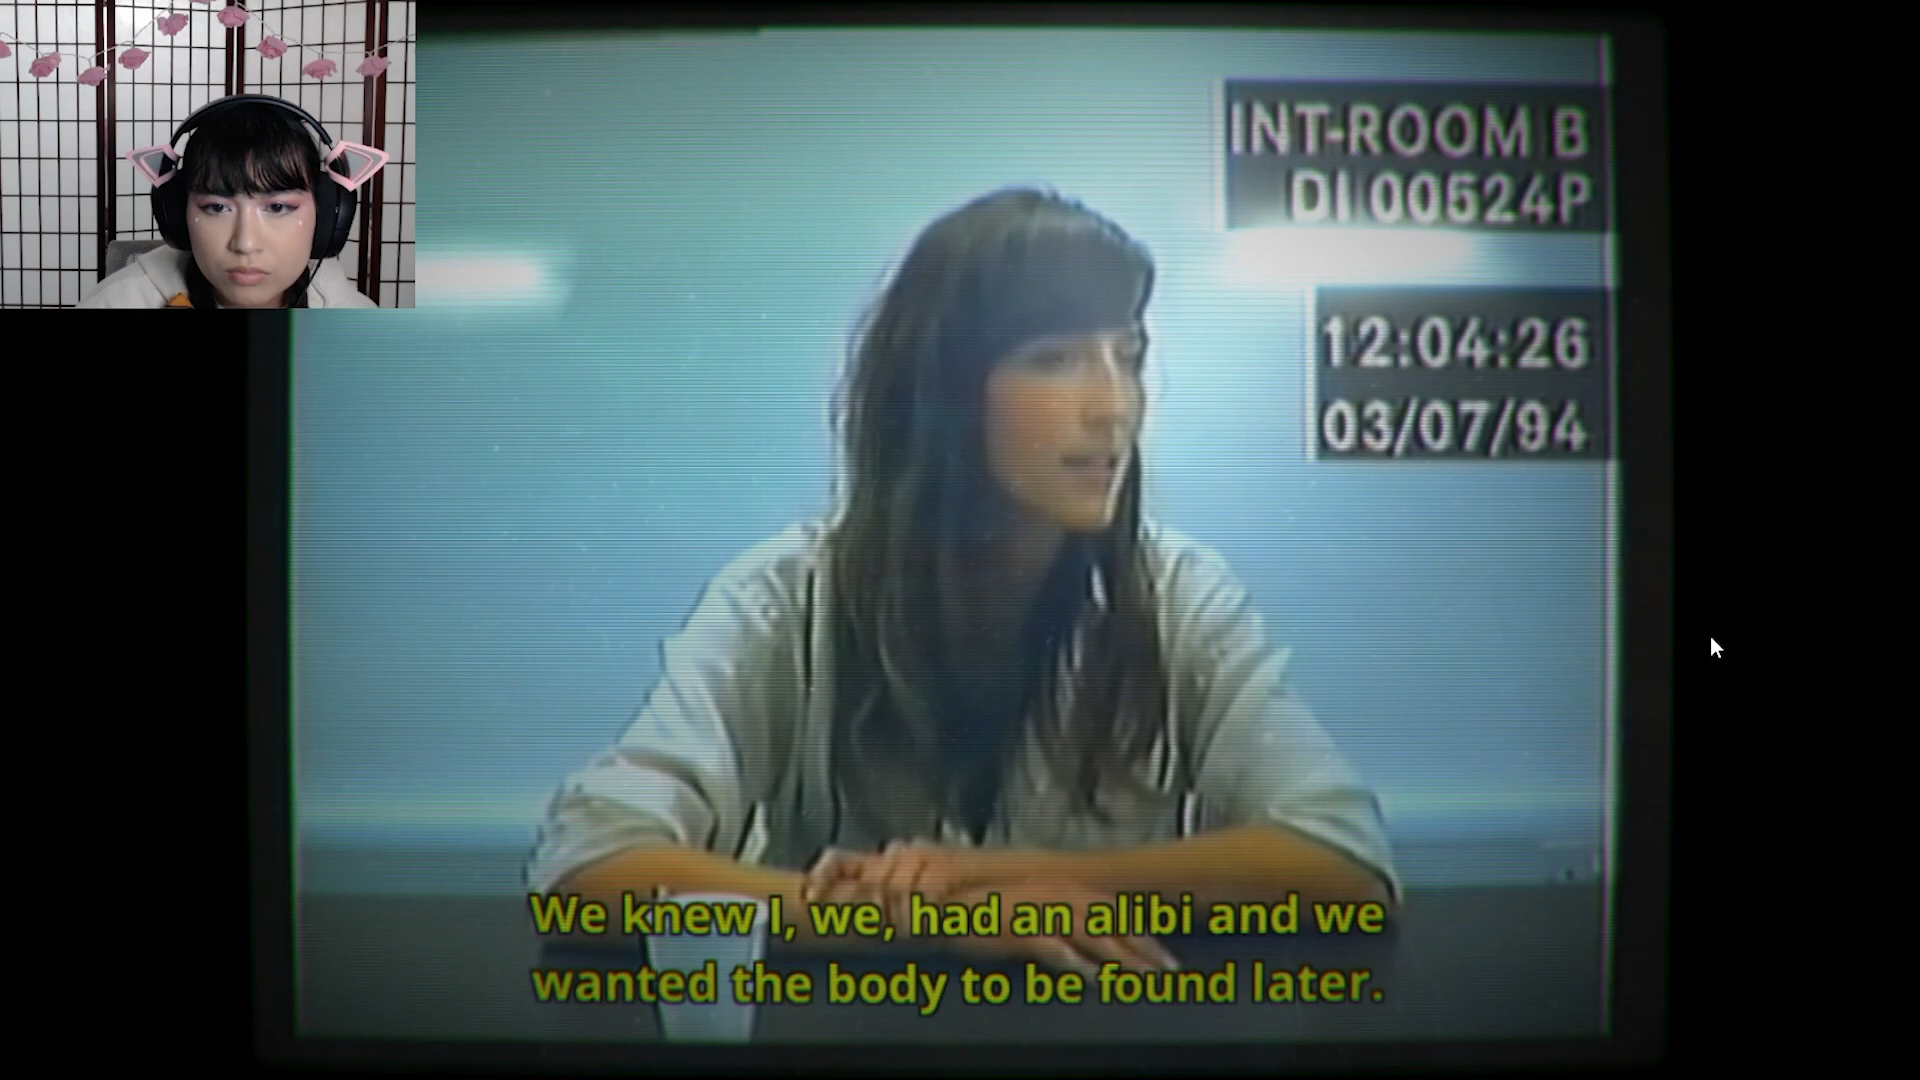 INT-ROOM B
DI 00524P
12:04:26
03/07/94
We knew I, we, had an alibi and we
wanted the body to be found later.